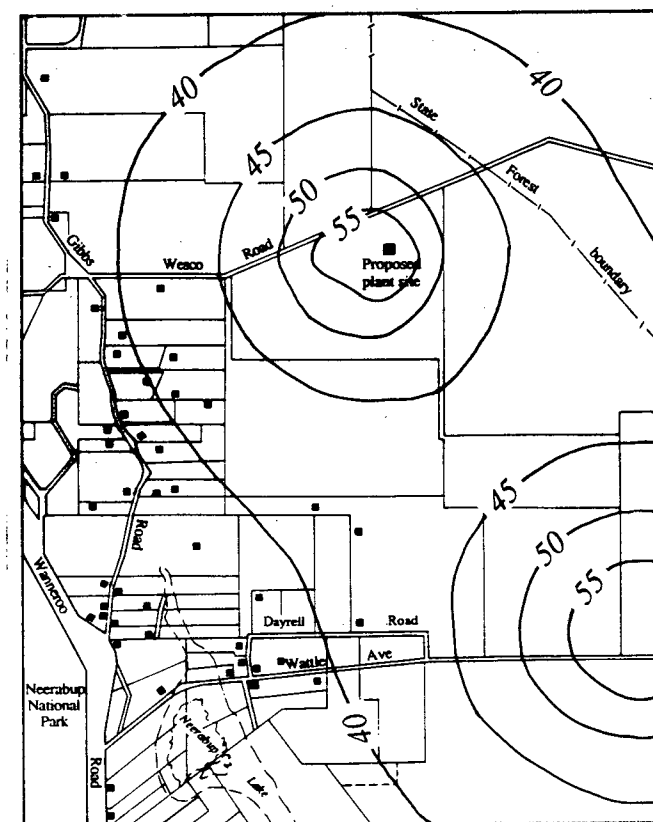 40
40
State
45
50
Forest
55
Gibbs
Road
Weaco
Proposed
plant site
boundary
45
50
Road
55
Wanneroo
Dayrell
Road
Wattle
Ave
Neerabup
National
Park
Neerabup
40
Road
Lake